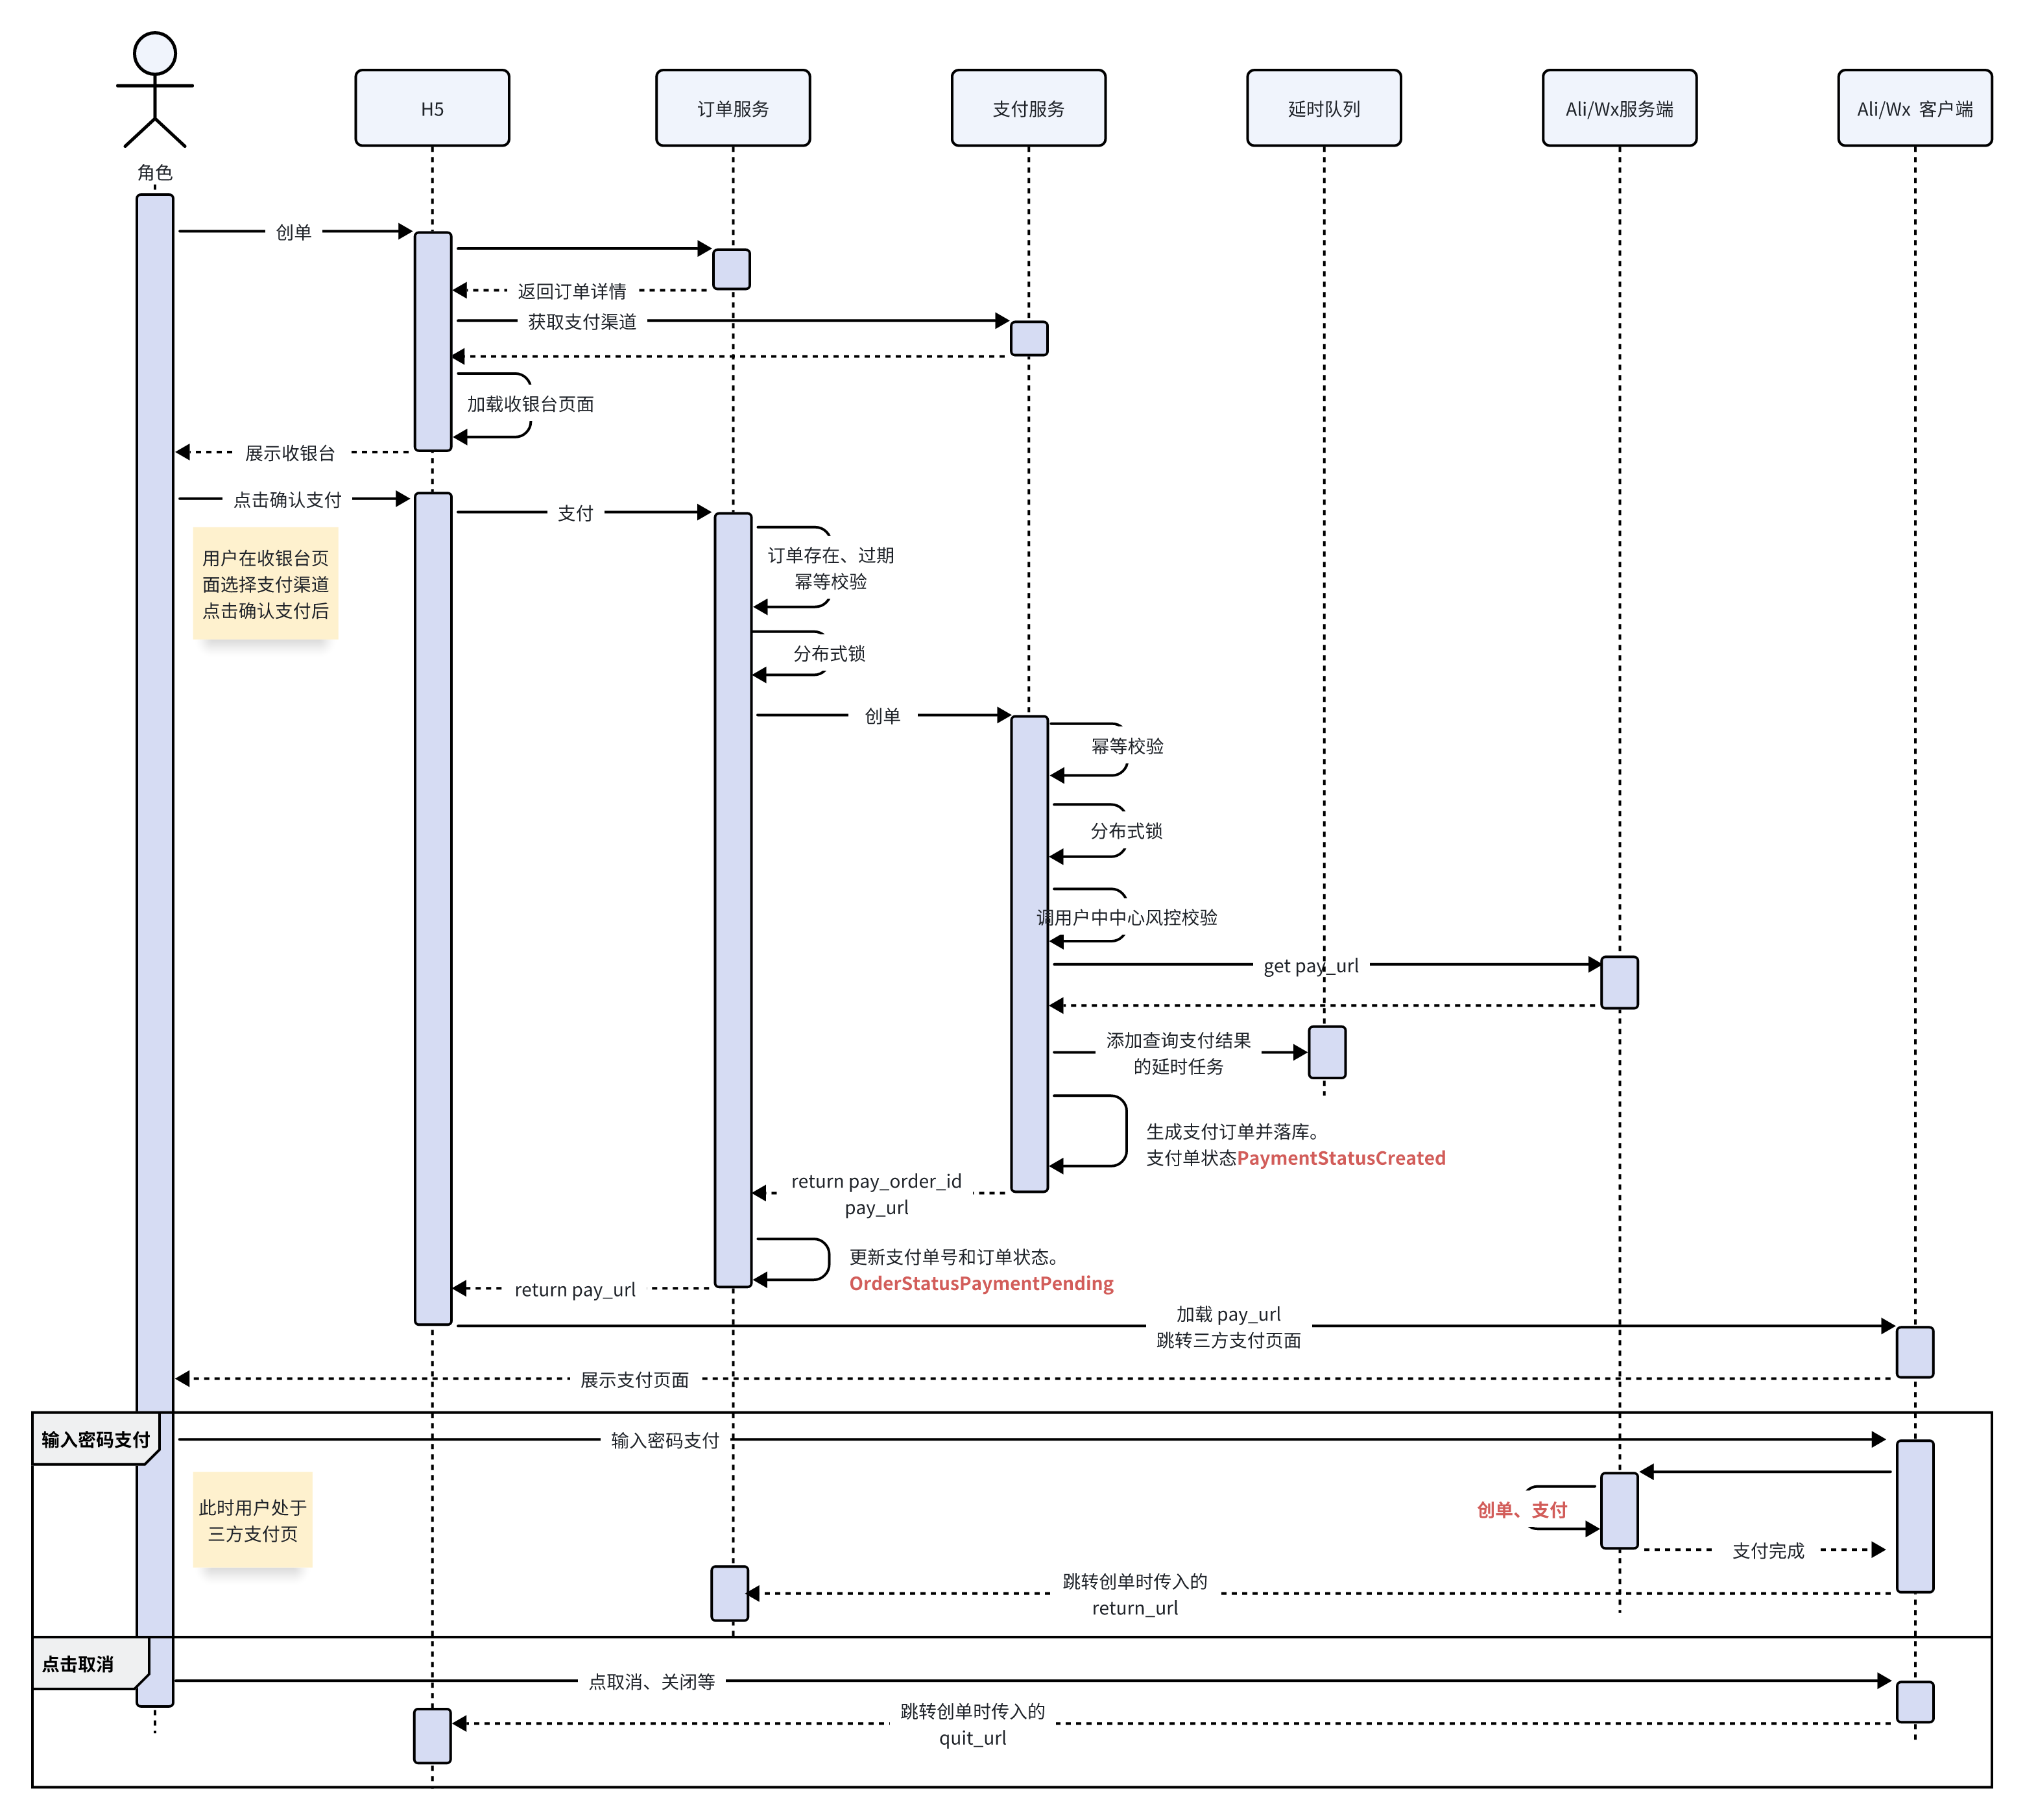 H5
订单服务
支付服务
延时队列
Ali/Wx服务端
Ali/Wx 客户端
角色
创单
返回订单详情
获取支付渠道
加载收银台页面
展示收银台
点击确认支付
支付
用户在收银台页
面选择支付渠道
点击确认支付后
订单存在、过期
幂等校验
分布式锁
创单
幂等校验
分布式锁
调用户中中心风控校验
get pay_url
添加查询支付结果
的延时任务
生成支付订单并落库。
支付单状态PaymentStatusCreated
return pay_order_id
pay_url
更新支付单号和订单状态。
OrderStatusPaymentPending
return pay_url
加载 pay_url
跳转三方支付页面
展示支付页面
输入密码支付
输入密码支付
此时用户处于
三方支付页
创单、支付
支付完成
跳转创单时传入的
return_url
点击取消
点取消、关闭等
跳转创单时传入的
quit_url